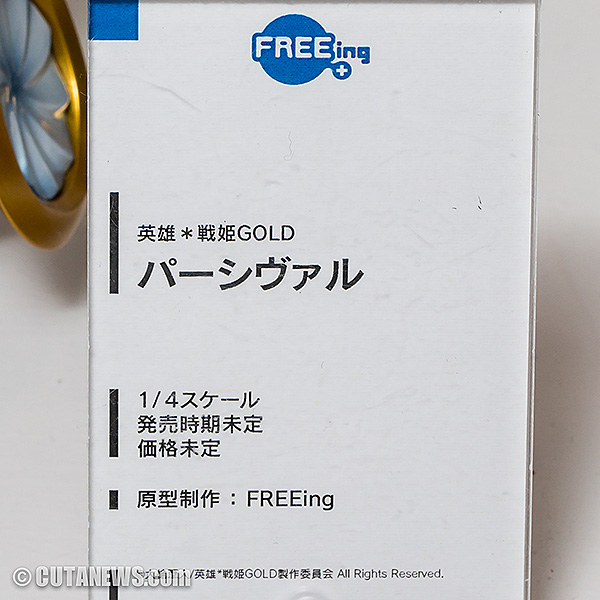 FREEing
英雄＊戦姫GOLD
パーシヴァル
1/4スケール
発売時期未定
価格未定
原型制作：FREEing
/英雄*戦姫GOLD製作委員会 All Rights Reserved.
© CUTANEWS.COM